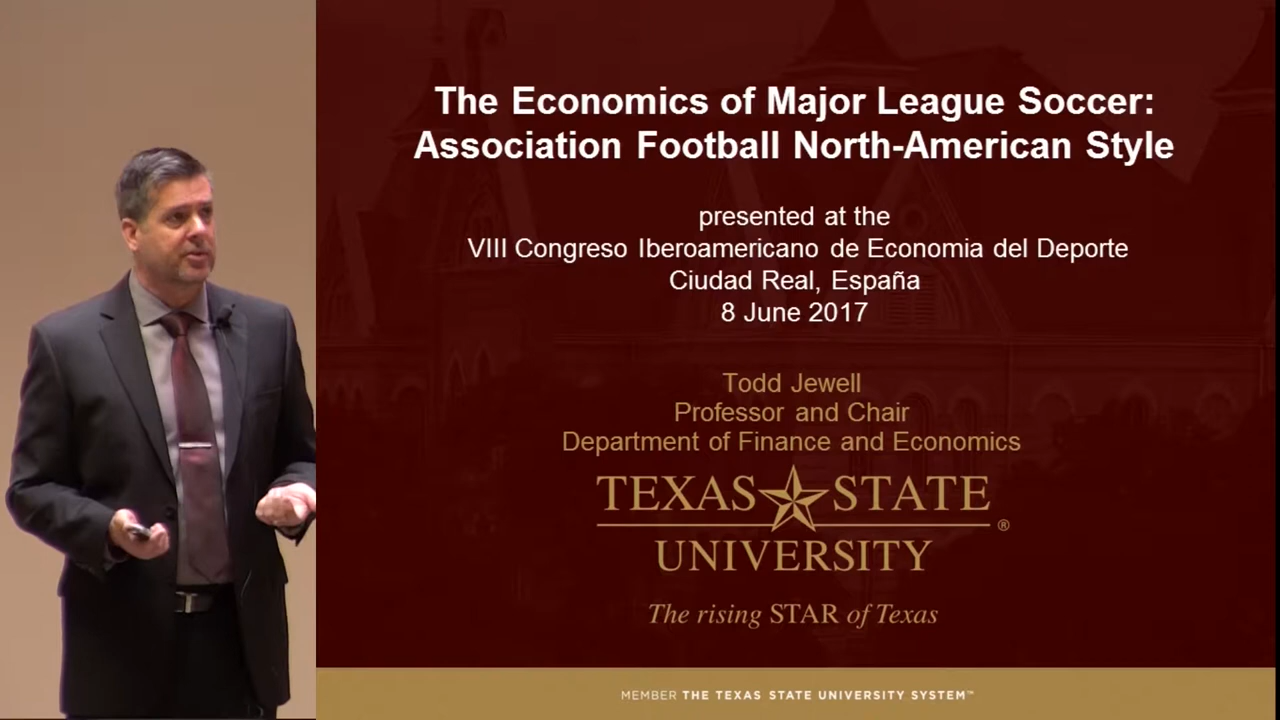 The Economics of Major League Soccer:
Association Football North-American Style
presented at the
VIII Congreso Iberoamericano de Economia del Deporte
Ciudad Real, España
8 June 2017
Todd Jewell
Professor and Chair
Department of Finance and Economics
TEXAS STATE
UNIVERSITY ®
The rising STAR of Texas
MEMBER THE TEXAS STATE UNIVERSITY SYSTEM™